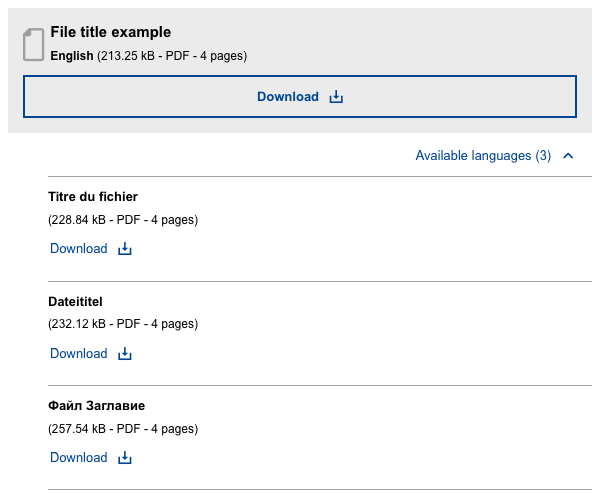 File title example
English (213.25 kB - PDF - 4 pages)
Download
Available languages (3)
Titre du fichier
(228.84 kB - PDF - 4 pages)
Download
Dateititel
(232.12 kB - PDF - 4 pages)
Download
Файл Заглавие
(257.54 kB - PDF - 4 pages)
Download